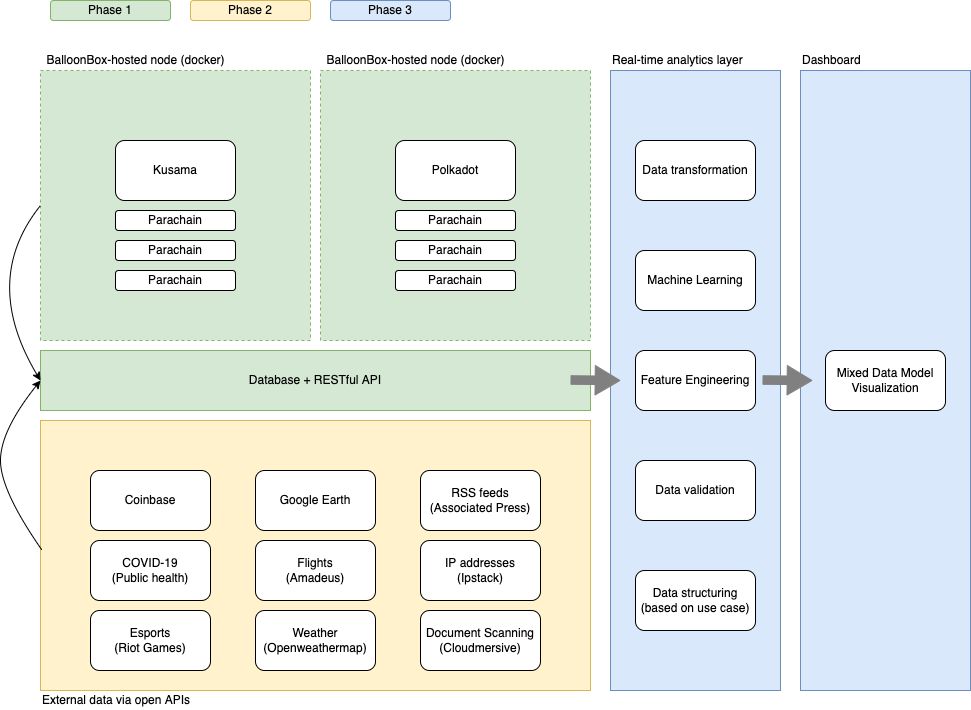 Phase 1
Phase 2
Phase 3
BalloonBox-hosted node (docker)
BalloonBox-hosted node (docker)
Real-time analytics layer
Dashboard
Kusama
Parachain
Parachain
Parachain
Polkadot
Parachain
Parachain
Parachain
Database + RESTful API
Coinbase
Google Earth
RSS feeds
(Associated Press)
COVID-19
(Public health)
Flights
(Amadeus)
IP addresses
(Ipstack)
Esports
(Riot Games)
Weather
(Openweathermap)
Document Scanning
(Cloudmersive)
External data via open APIs
Data transformation
Machine Learning
Feature Engineering
Data validation
Data structuring
(based on use case)
Mixed Data Model
Visualization